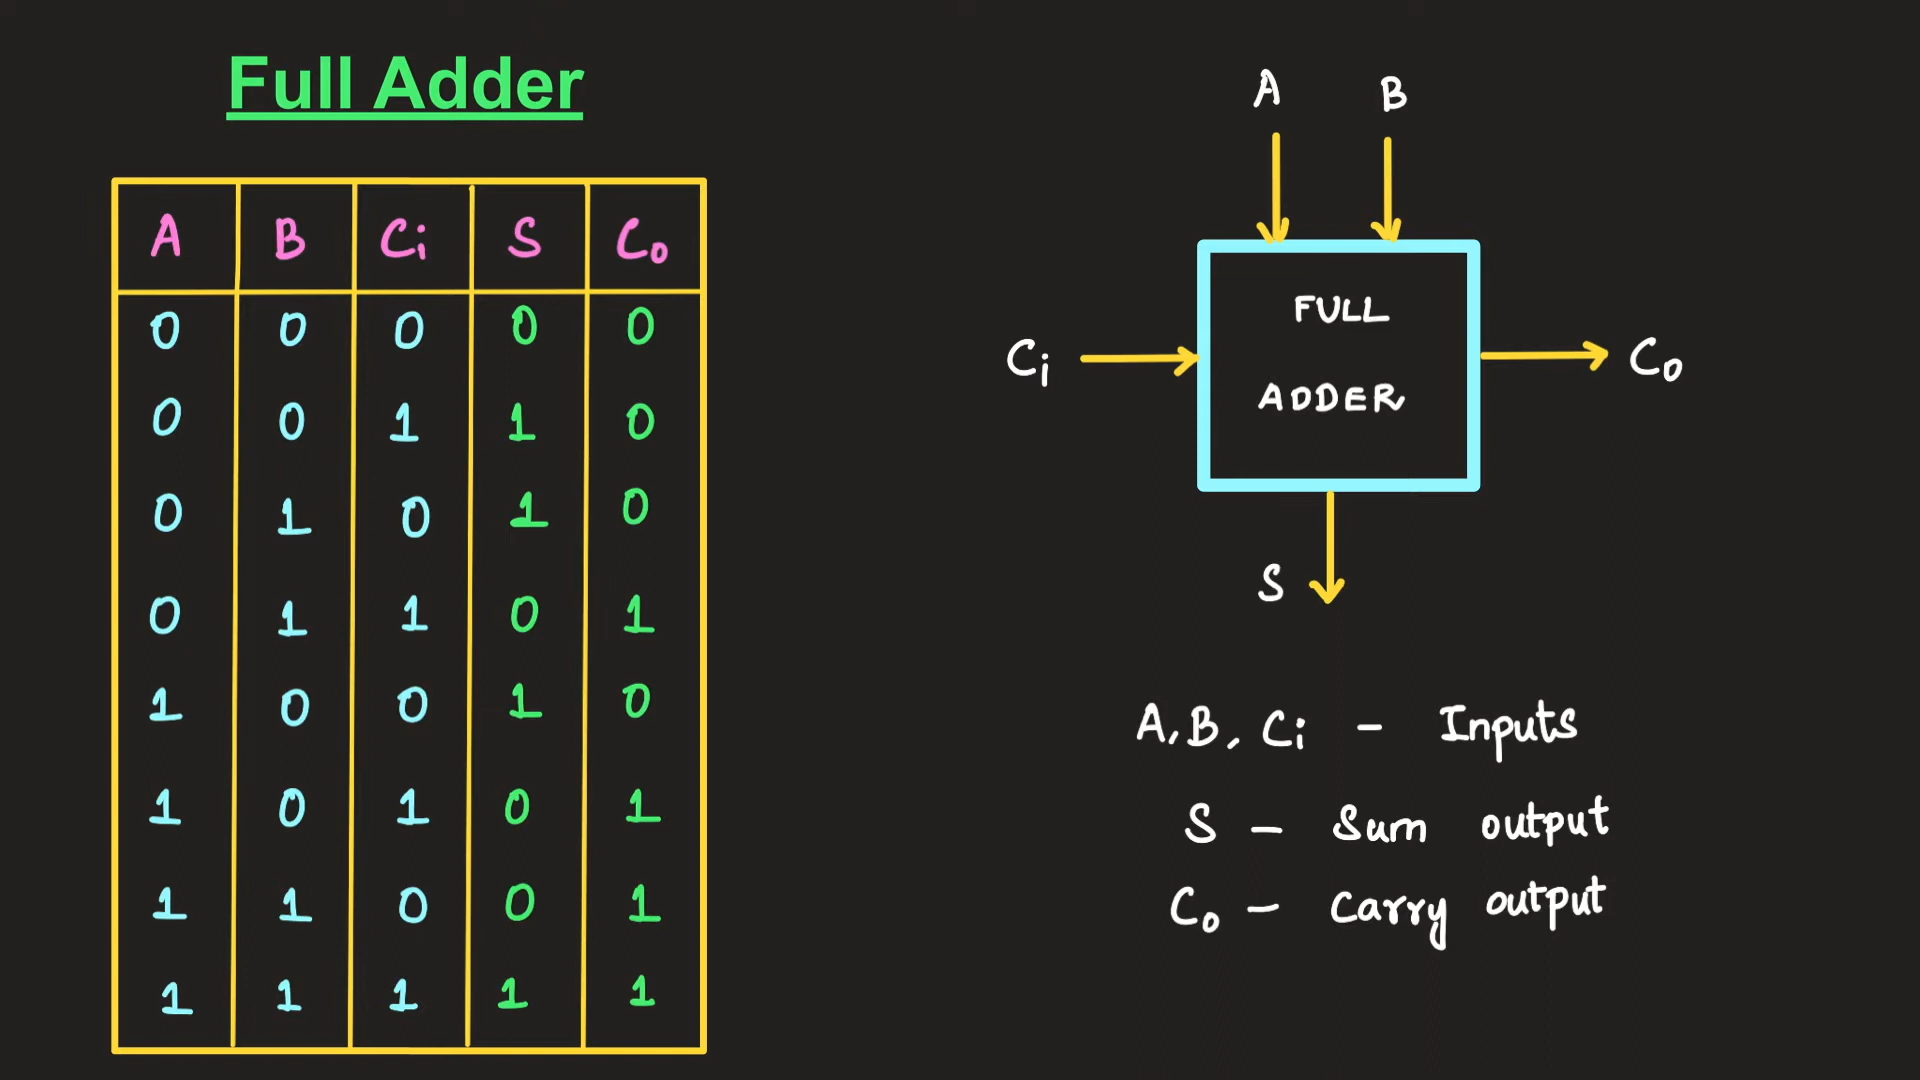 Full Adder
A B Ci S Co
0 0 0 0 0
0 0 1 1 0
0 1 0 1 0
0 1 1 0 1
1 0 0 1 0
1 0 1 0 1
1 1 0 0 1
1 1 1 1 1
A B
FULL
ADDER
Ci Co
S
A, B, Ci - Inputs
S - Sum output
Co - Carry output